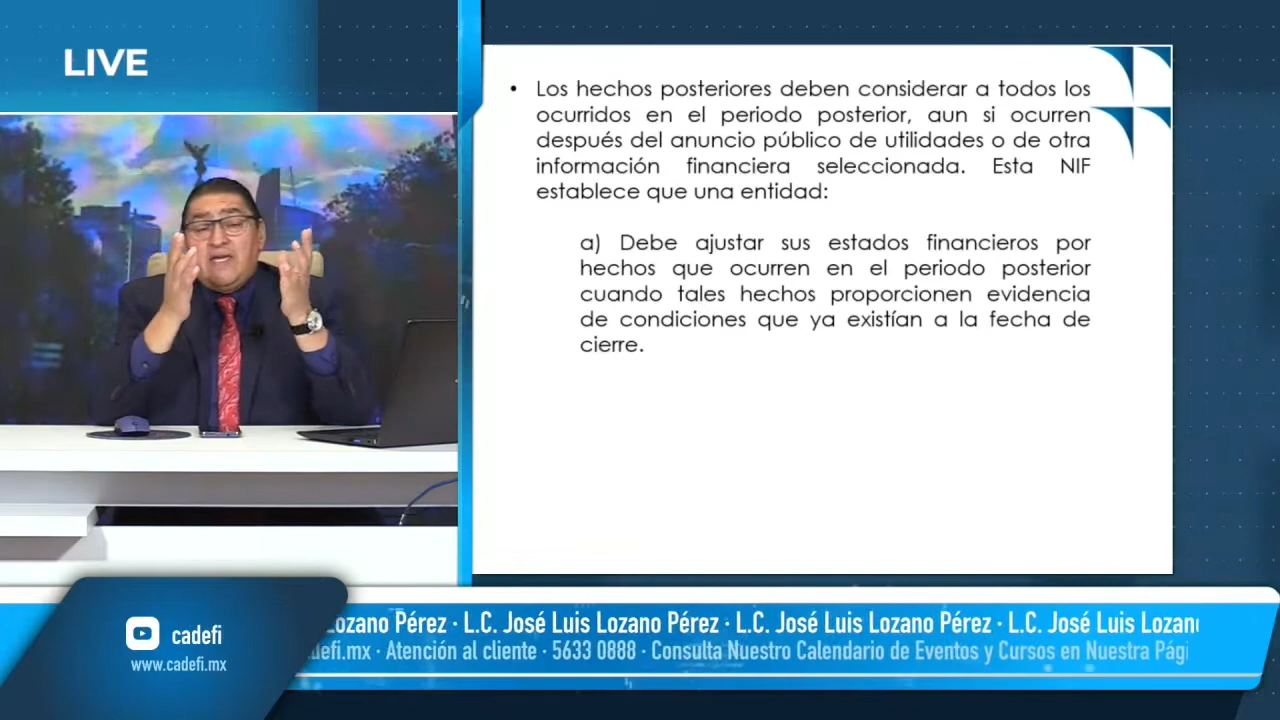 LIVE
• Los hechos posteriores deben considerar a todos los
ocurridos en el periodo posterior, aun si ocurren
después del anuncio público de utilidades o de otra
información financiera seleccionada. Esta NIF
establece que una entidad:
a) Debe ajustar sus estados financieros por
hechos que ocurren en el periodo posterior
cuando tales hechos proporcionen evidencia
de condiciones que ya existían a la fecha de
cierre.
cadefi
www.cadefi.mx
Lozano Pérez · L.C. José Luis Lozano Pérez · L.C. José Luis Lozano Pérez · L.C. José Luis Lozan
defi.mx · Atención al cliente · 5633 0888 · Consulta Nuestro Calendario de Eventos y Cursos en Nuestra Pági